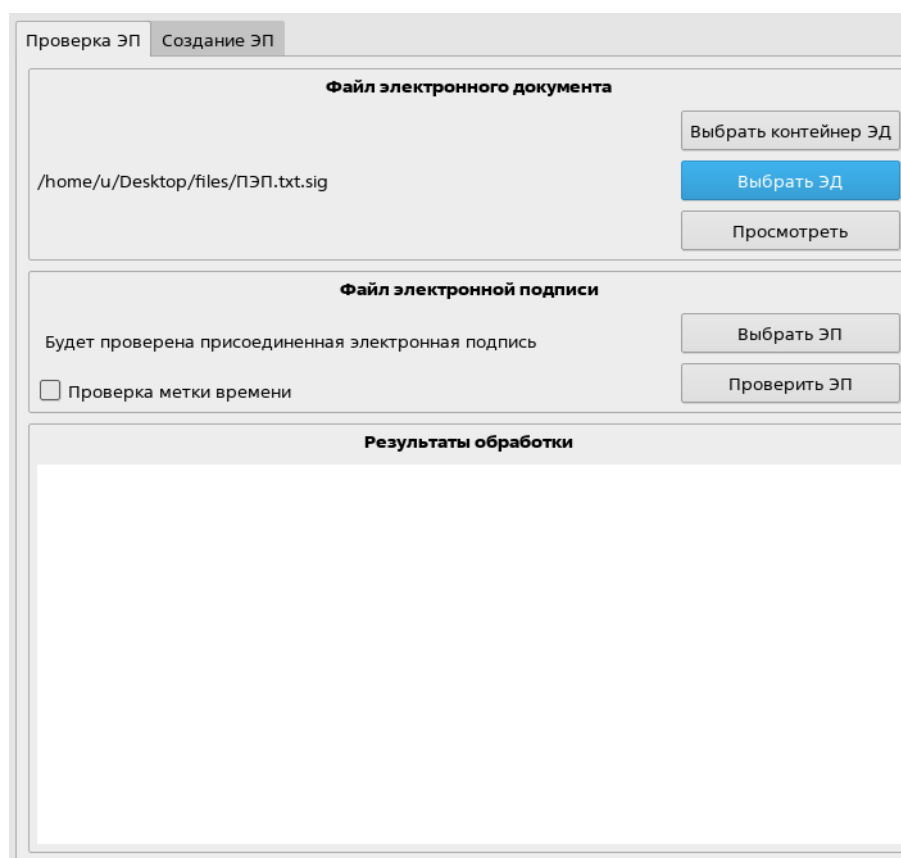 Проверка ЭП
Создание ЭП
Файл электронного документа
Выбрать контейнер ЭД
/home/u/Desktop/files/ПЭП.txt.sig
Выбрать ЭД
Просмотреть
Файл электронной подписи
Будет проверена присоединенная электронная подпись
Выбрать ЭП
Проверка метки времени
Проверить ЭП
Результаты обработки